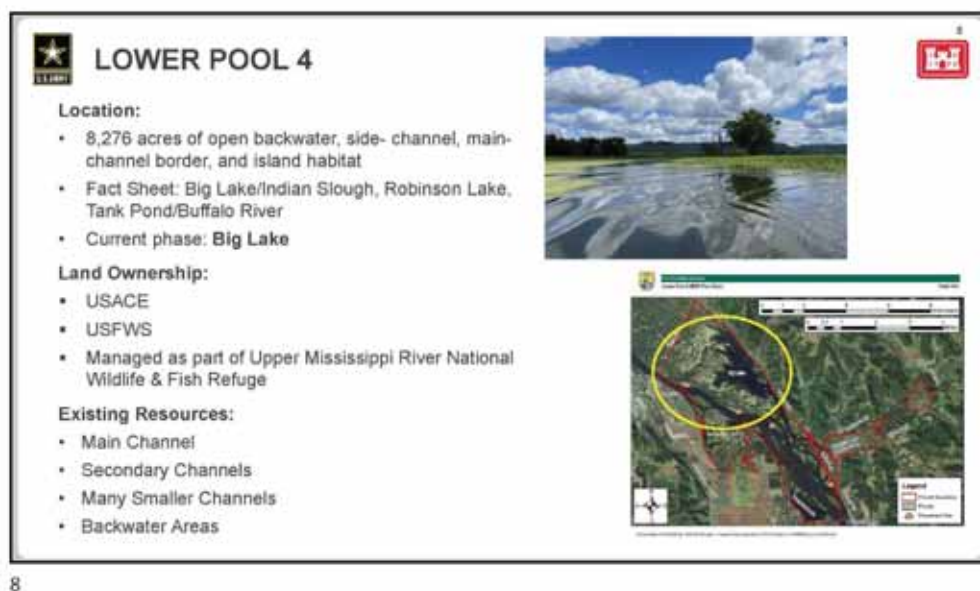 8
U.S. ARMY
LOWER POOL 4
Location:
• 8,276 acres of open backwater, side- channel, main-
channel border, and island habitat
• Fact Sheet: Big Lake/Indian Slough, Robinson Lake,
Tank Pond/Buffalo River
• Current phase: Big Lake
Land Ownership:
▪ USACE
▪ USFWS
▪ Managed as part of Upper Mississippi River National
Wildlife & Fish Refuge
Existing Resources:
• Main Channel
• Secondary Channels
• Many Smaller Channels
• Backwater Areas
Legend
8